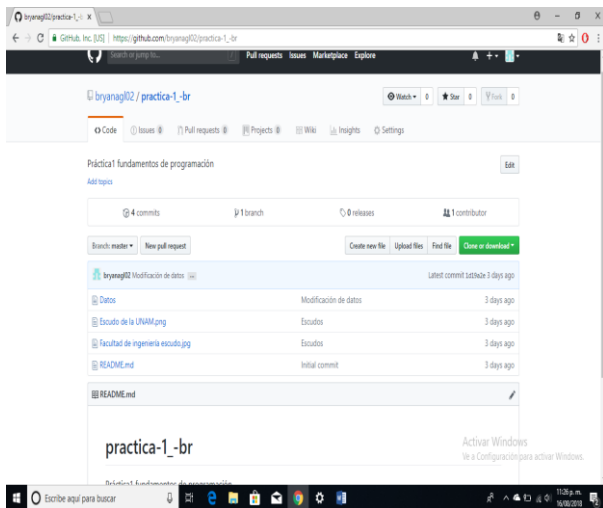 bryanagl02/practica-1_-b x
GitHub, Inc. [US] | https://github.com/bryanagl02/practica-1_-br
Search or jump to... / Pull requests Issues Marketplace Explore
bryanagl02 / practica-1_-br Watch 0 Star 0 Fork 0
Code Issues 0 Pull requests 0 Projects 0 Wiki Insights Settings
Práctica1 fundamentos de programación Edit
Add topics
4 commits 1 branch 0 releases 1 contributor
Branch: master New pull request Create new file Upload files Find file Clone or download
bryanagl02 Modificación de datos ... Latest commit 1d19a2e 3 days ago
Datos Modificación de datos 3 days ago
Escudo de la UNAM.png Escudos 3 days ago
Facultad de ingeniería escudo.jpg Escudos 3 days ago
README.md Initial commit 3 days ago
README.md
practica-1_-br
Activar Windows
Ve a Configuración para activar Windows.
Práctica1 fundamentos de programación
Escribe aquí para buscar 11:26 p. m.
16/08/2018